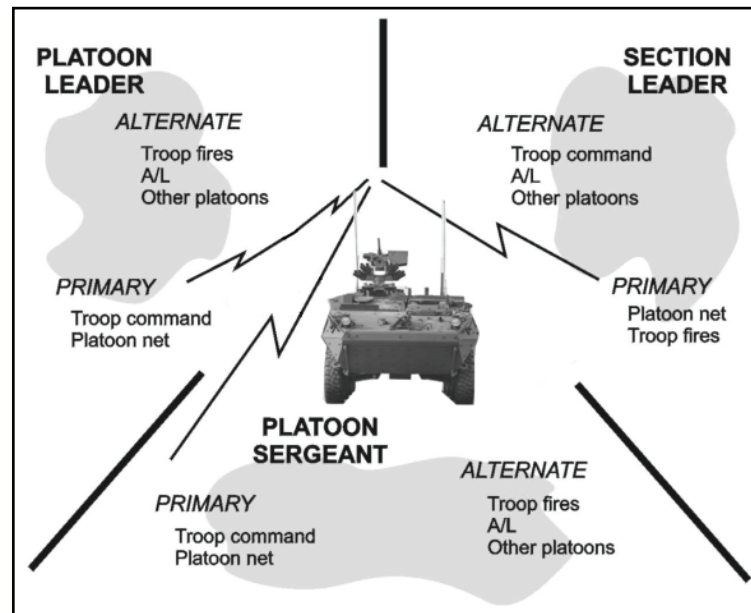 PLATOON
LEADER
ALTERNATE
Troop fires
A/L
Other platoons
PRIMARY
Troop command
Platoon net
SECTION
LEADER
ALTERNATE
Troop command
A/L
Other platoons
PRIMARY
Platoon net
Troop fires
PLATOON
SERGEANT
PRIMARY
Troop command
Platoon net
ALTERNATE
Troop fires
A/L
Other platoons